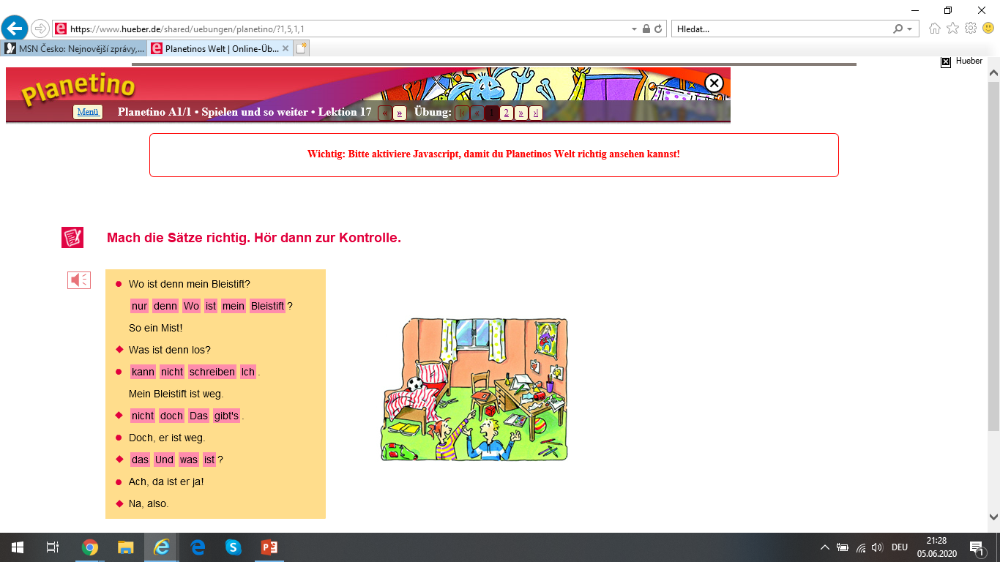 https://www.hueber.de/shared/uebungen/planetino/?1,5,1,1
Hledat...
MSN Česko: Nejnovější zprávy,...
Planetinos Welt | Online-Üb...
Hueber
Planetino
Menü
Planetino A1/1 • Spielen und so weiter • Lektion 17 « » Übung: |‹ « 1 2 » ›|
Wichtig: Bitte aktiviere Javascript, damit du Planetinos Welt richtig ansehen kannst!
Mach die Sätze richtig. Hör dann zur Kontrolle.
Wo ist denn mein Bleistift?
nur denn Wo ist mein Bleistift ?
So ein Mist!
Was ist denn los?
kann nicht schreiben Ich .
Mein Bleistift ist weg.
nicht doch Das gibt's .
Doch, er ist weg.
das Und was ist ?
Ach, da ist er ja!
Na, also.
DEU
21:28
05.06.2020
1